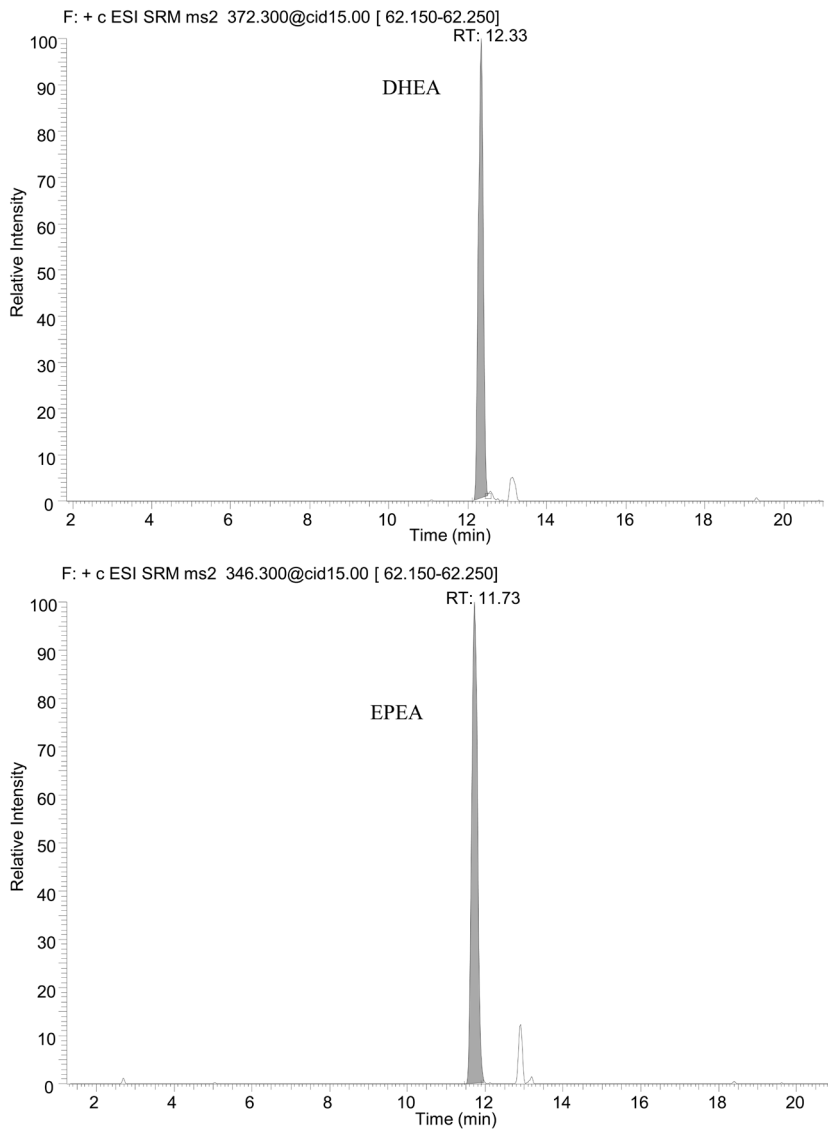 F: + c ESI SRM ms2 372.300@cid15.00 [ 62.150-62.250]
RT: 12.33
100
DHEA
90
80
70
60
50
40
30
20
10
0
Relative Intensity
2 4 6 8 10 12 14 16 18 20
Time (min)
F: + c ESI SRM ms2 346.300@cid15.00 [ 62.150-62.250]
RT: 11.73
100
90
80
EPEA
70
60
50
40
30
20
10
0
Relative Intensity
2 4 6 8 10 12 14 16 18 20
Time (min)